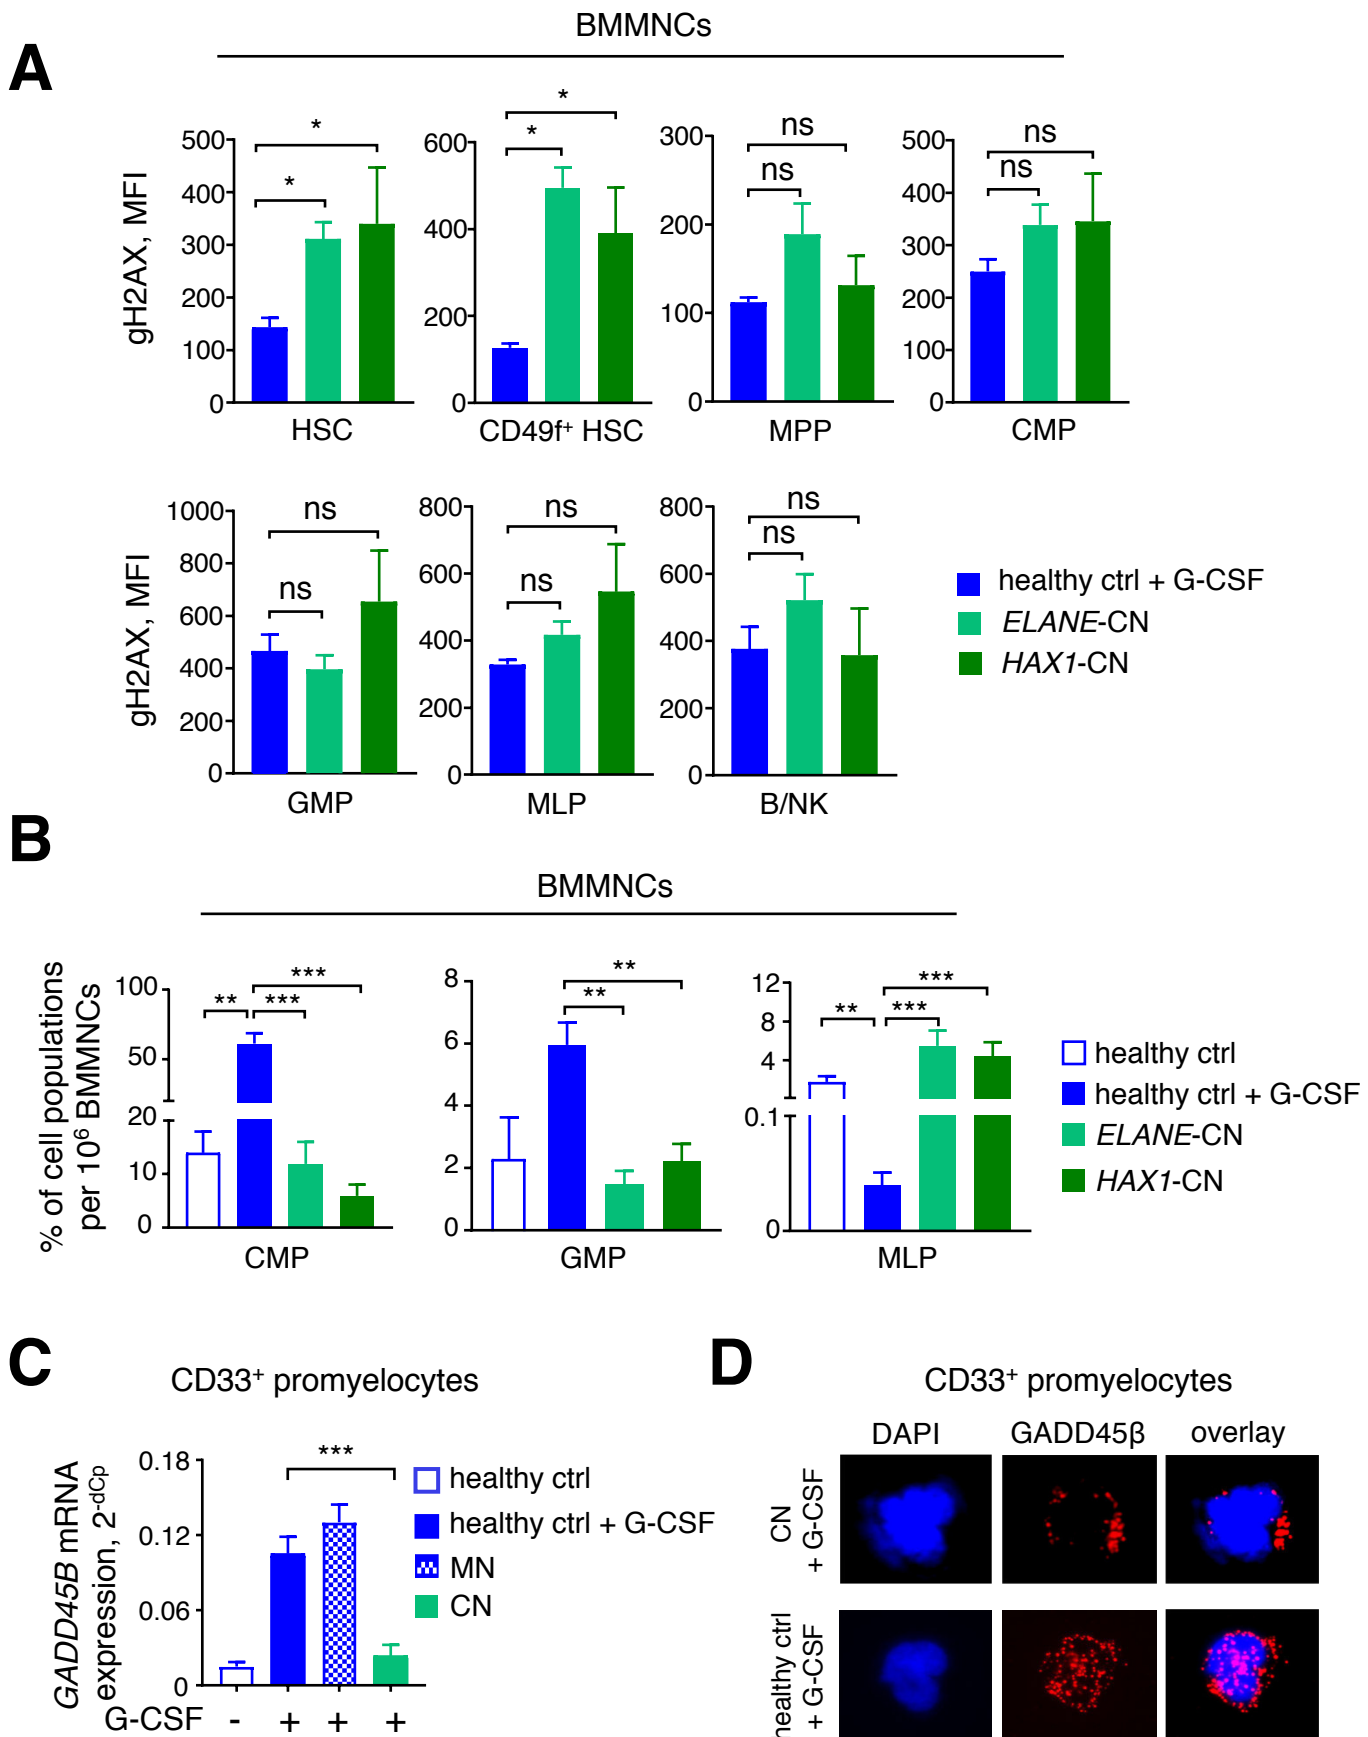 A
BMMNCs
gH2AX, MFI
500
400
300
200
100
0
*
*
HSC
600
400
200
0
*
*
CD49f+ HSC
300
200
100
0
ns
ns
MPP
500
400
300
200
100
0
ns
ns
CMP
gH2AX, MFI
1000
800
600
400
200
0
ns
ns
GMP
800
600
400
200
0
ns
ns
MLP
800
600
400
200
0
ns
ns
B/NK
healthy ctrl + G-CSF
ELANE-CN
HAX1-CN
B
BMMNCs
% of cell populations
per 10⁶ BMMNCs
100
50
20
10
0
***
** ***
CMP
8
6
4
2
0
**
**
GMP
12
8
4
0.1
0
***
** ***
MLP
healthy ctrl
healthy ctrl + G-CSF
ELANE-CN
HAX1-CN
C
CD33+ promyelocytes
GADD45B mRNA
expression, 2^-dCp
0.18
0.12
0.06
0
***
G-CSF - + + +
healthy ctrl
healthy ctrl + G-CSF
MN
CN
D
CD33+ promyelocytes
DAPI GADD45β overlay
CN
+ G-CSF
healthy ctrl
+ G-CSF